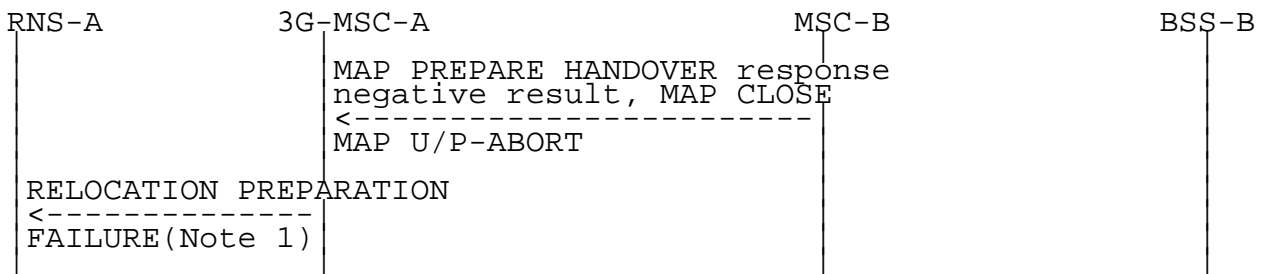 RNS-A 3G-MSC-A MSC-B BSS-B
MAP PREPARE HANDOVER response
negative result, MAP CLOSE
<------------------------
MAP U/P-ABORT
RELOCATION PREPARATION
<--------------
FAILURE(Note 1)